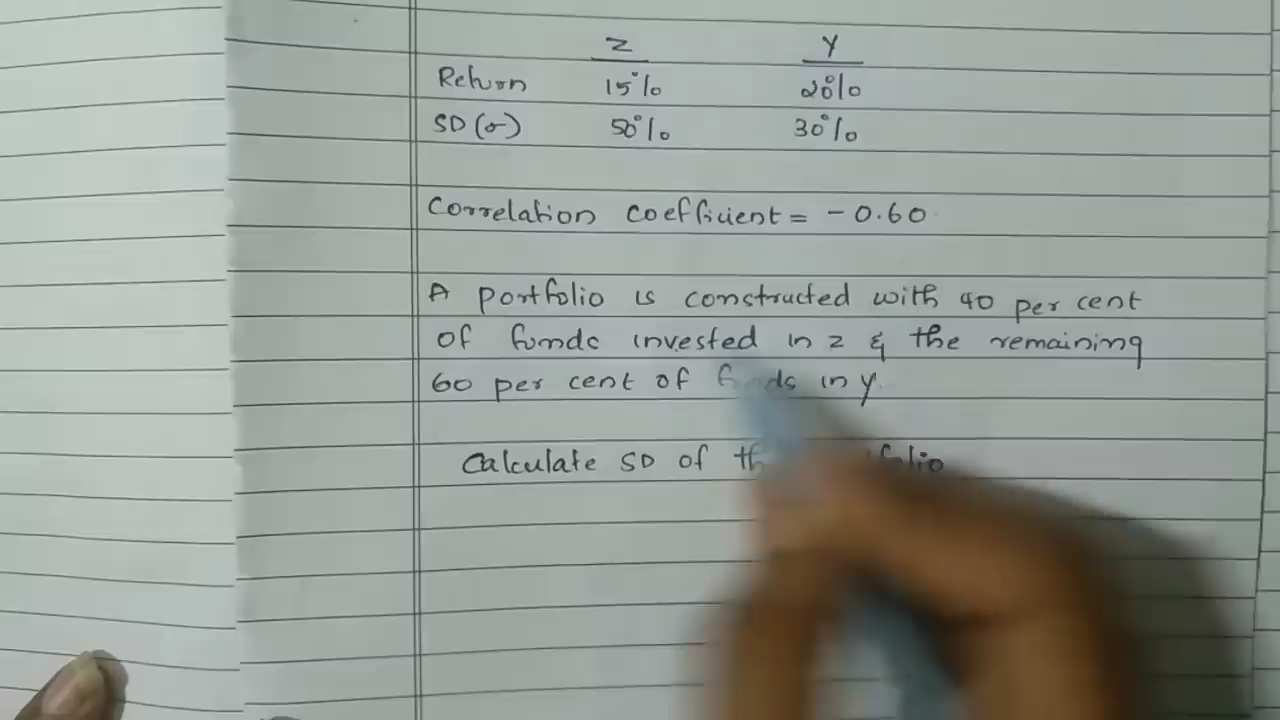 Z Y
Return 15% 20%
SD (σ) 50% 30%
Correlation coefficient = - 0.60
A portfolio is constructed with 40 per cent
of funds invested in z & the remaining
60 per cent of funds in y.
Calculate SD of